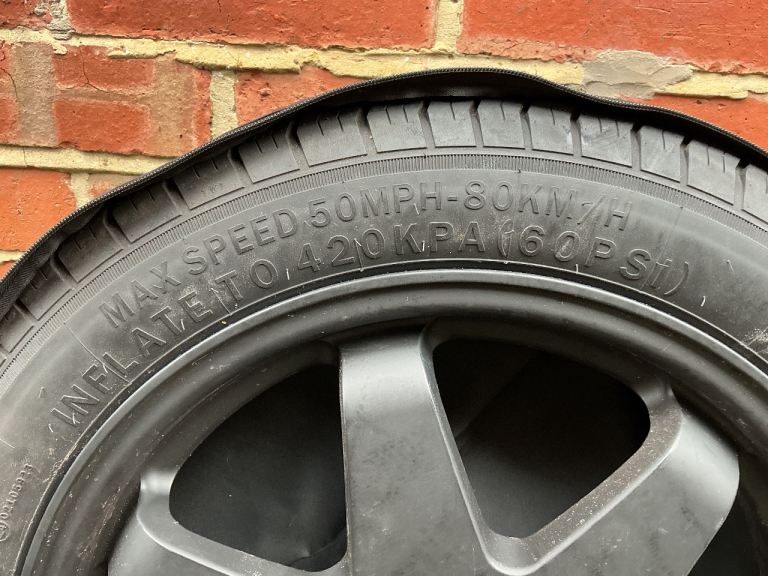 MAX SPEED 50MPH-80KM/H
INFLATE TO 420KPA (60PSi)